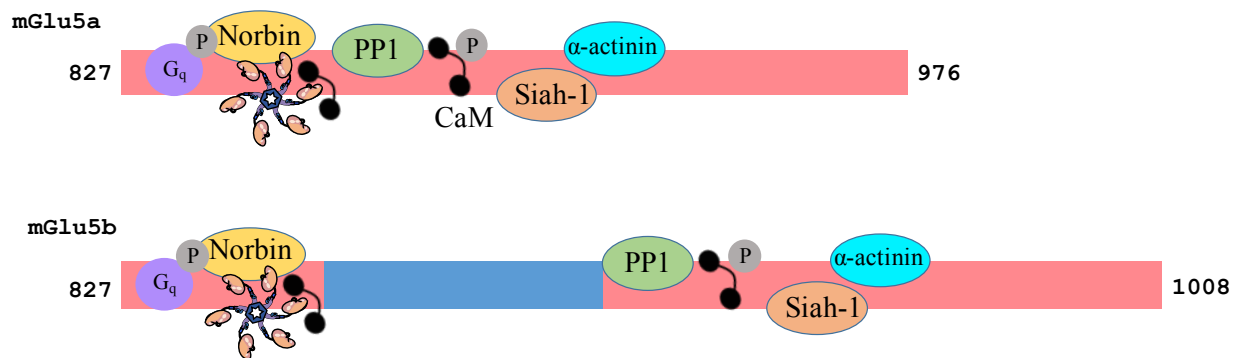 mGlu5a
P Norbin
PP1
P
α-actinin
827
Gq
976
Siah-1
CaM
mGlu5b
P Norbin
PP1
P
α-actinin
827
Gq
1008
Siah-1